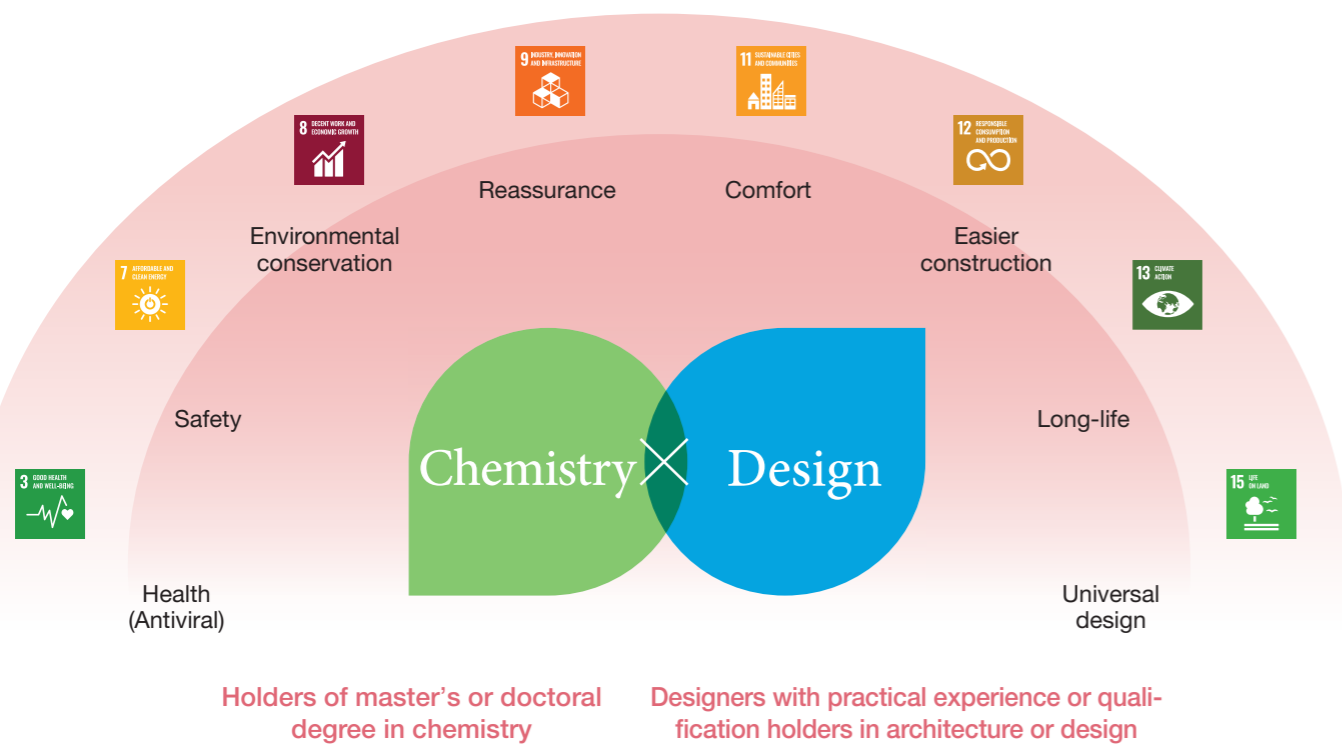 9 INDUSTRY, INNOVATION
AND INFRASTRUCTURE
11 SUSTAINABLE CITIES
AND COMMUNITIES
8 DECENT WORK AND
ECONOMIC GROWTH
12 RESPONSIBLE
CONSUMPTION
AND PRODUCTION
Reassurance
Comfort
Environmental
conservation
Easier
construction
7 AFFORDABLE AND
CLEAN ENERGY
13 CLIMATE
ACTION
Safety
Long-life
Chemistry
Design
3 GOOD HEALTH
AND WELL-BEING
15 LIFE
ON LAND
Health
(Antiviral)
Universal
design
Holders of master’s or doctoral
degree in chemistry
Designers with practical experience or quali-
fication holders in architecture or design